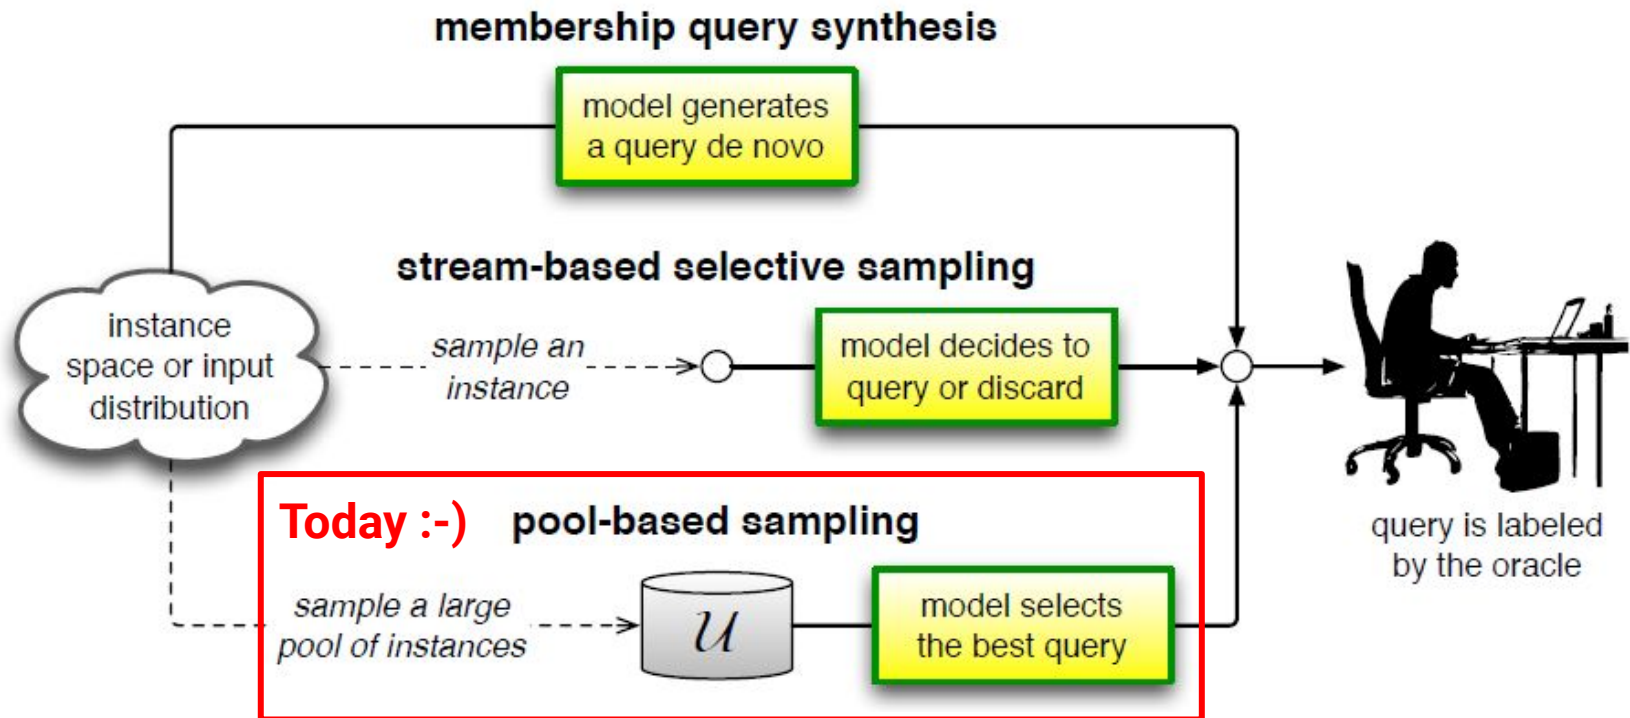 membership query synthesis
model generates
a query de novo
stream-based selective sampling
instance
space or input
distribution
sample an
instance
model decides to
query or discard
Today :-)
pool-based sampling
sample a large
pool of instances
U
model selects
the best query
query is labeled
by the oracle